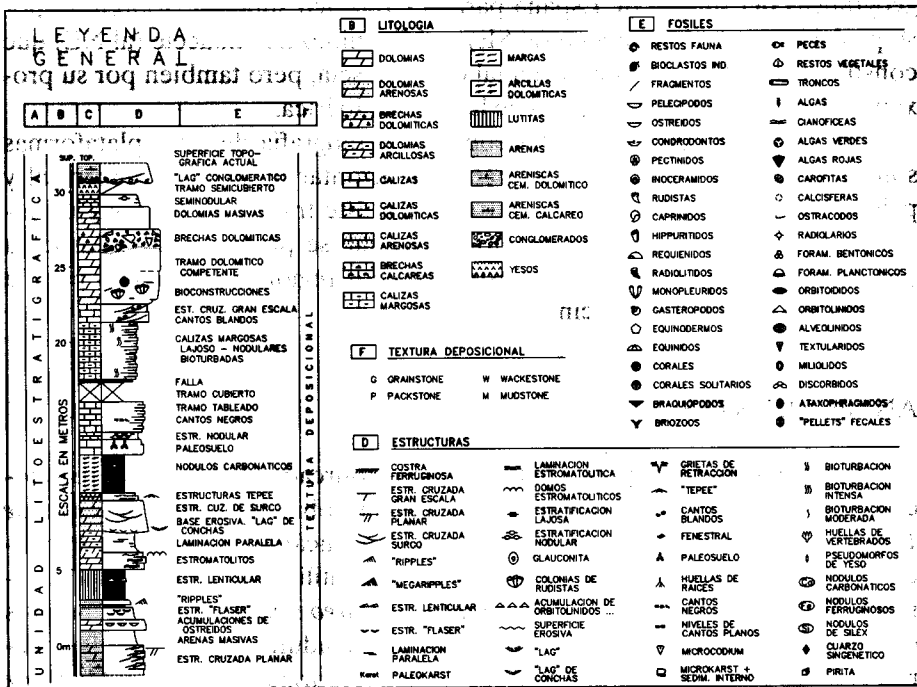 LEYENDA
GENERAL
A B C D E F
UNIDAD LITOESTRATIGRAFICA
ESCALA EN METROS
TEXTURA DEPOSICIONAL
SUP. TOP.
30
25
20
5
0m
SUPERFICIE TOPO-
GRAFICA ACTUAL
"LAG" CONGLOMERATICO
TRAMO SEMICUBIERTO
SEMINODULAR
DOLOMIAS MASIVAS
BRECHAS DOLOMITICAS
TRAMO DOLOMITICO
COMPETENTE
BIOCONSTRUCCIONES
EST. CRUZ. GRAN ESCALA
CANTOS BLANDOS
CALIZAS MARGOSAS
LAJOSO - NODULARES
BIOTURBADAS
FALLA
TRAMO CUBIERTO
TRAMO TABLEADO
CANTOS NEGROS
ESTR. NODULAR
PALEOSUELO
NODULOS CARBONATICOS
ESTRUCTURAS TEPEE
ESTR. CUZ. DE SURCO
BASE EROSIVA. "LAG" DE
CONCHAS
LAMINACION PARALELA
ESTROMATOLITOS
ESTR. LENTICULAR
"RIPPLES"
ESTR. "FLASER"
ACUMULACIONES DE
OSTREIDOS
ARENAS MASIVAS
ESTR. CRUZADA PLANAR
B LITOLOGIA
DOLOMIAS
DOLOMIAS
ARENOSAS
BRECHAS
DOLOMITICAS
DOLOMIAS
ARCILLOSAS
CALIZAS
CALIZAS
DOLOMITICAS
CALIZAS
ARENOSAS
BRECHAS
CALCAREAS
CALIZAS
MARGOSAS
MARGAS
ARCILLAS
DOLOMITICAS
LUTITAS
ARENAS
ARENISCAS
CEM. DOLOMITICO
ARENISCAS
CEM. CALCAREO
CONGLOMERADOS
YESOS
F TEXTURA DEPOSICIONAL
G GRAINSTONE W WACKESTONE
P PACKSTONE M MUDSTONE
E FOSILES
RESTOS FAUNA
BIOCLASTOS IND.
FRAGMENTOS
PELECIPODOS
OSTREIDOS
CONDRODONTOS
PECTINIDOS
INOCERAMIDOS
RUDISTAS
CAPRINIDOS
HIPPURITIDOS
REQUIENIDOS
RADIOLITIDOS
MONOPLEURIDOS
GASTEROPODOS
EQUINODERMOS
EQUINIDOS
CORALES
CORALES SOLITARIOS
BRAQUIOPODOS
BRIOZOOS
PECES
RESTOS VEGETALES
TRONCOS
ALGAS
CIANOFICEAS
ALGAS VERDES
ALGAS ROJAS
CAROFITAS
CALCISFERAS
OSTRACODOS
RADIOLARIOS
FORAM. BENTONICOS
FORAM. PLANCTONICOS
ORBITOIDIDOS
ORBITOLINIDOS
ALVEOLINIDOS
TEXTULARIDOS
MILIOLIDOS
DISCORBIDOS
ATAXOPHRAGMIDOS
"PELLETS" FECALES
D ESTRUCTURAS
COSTRA
FERRUGINOSA
ESTR. CRUZADA
GRAN ESCALA
ESTR. CRUZADA
PLANAR
ESTR. CRUZADA
SURCO
"RIPPLES"
"MEGARIPPLES"
ESTR. LENTICULAR
ESTR. "FLASER"
LAMINACION
PARALELA
Karst PALEOKARST
LAMINACION
ESTROMATOLITICA
DOMOS
ESTROMATOLITICOS
ESTRATIFICACION
LAJOSA
ESTRATIFICACION
NODULAR
GLAUCONITA
COLONIAS DE
RUDISTAS
ACUMULACION DE
ORBITOLINIDOS ...
SUPERFICIE
EROSIVA
"LAG"
"LAG" DE
CONCHAS
GRIETAS DE
RETRACCION
"TEPEE"
CANTOS
BLANDOS
FENESTRAL
PALEOSUELO
HUELLAS DE
RAICES
CANTOS
NEGROS
NIVELES DE
CANTOS PLANOS
MICROCODIUM
MICROKARST +
SEDIM. INTERNO
BIOTURBACION
BIOTURBACION
INTENSA
BIOTURBACION
MODERADA
HUELLAS DE
VERTEBRADOS
PSEUDOMORFOS
DE YESO
Ca NODULOS
CARBONATICOS
Fe NODULOS
FERRUGINOSOS
Si NODULOS
DE SILEX
CUARZO
SINGENETICO
PIRITA